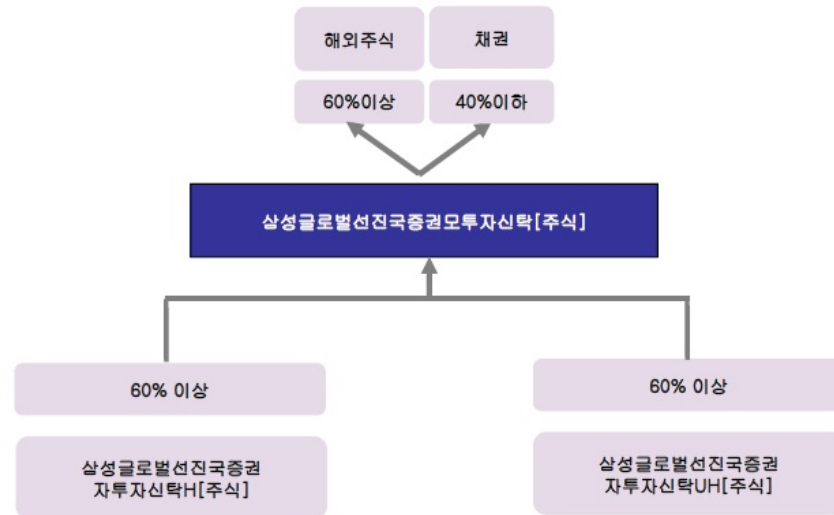 해외주식
채권
60%이상
40%이하
삼성글로벌선진국증권모투자신탁[주식]
60% 이상
60% 이상
삼성글로벌선진국증권
자투자신탁H[주식]
삼성글로벌선진국증권
자투자신탁UH[주식]